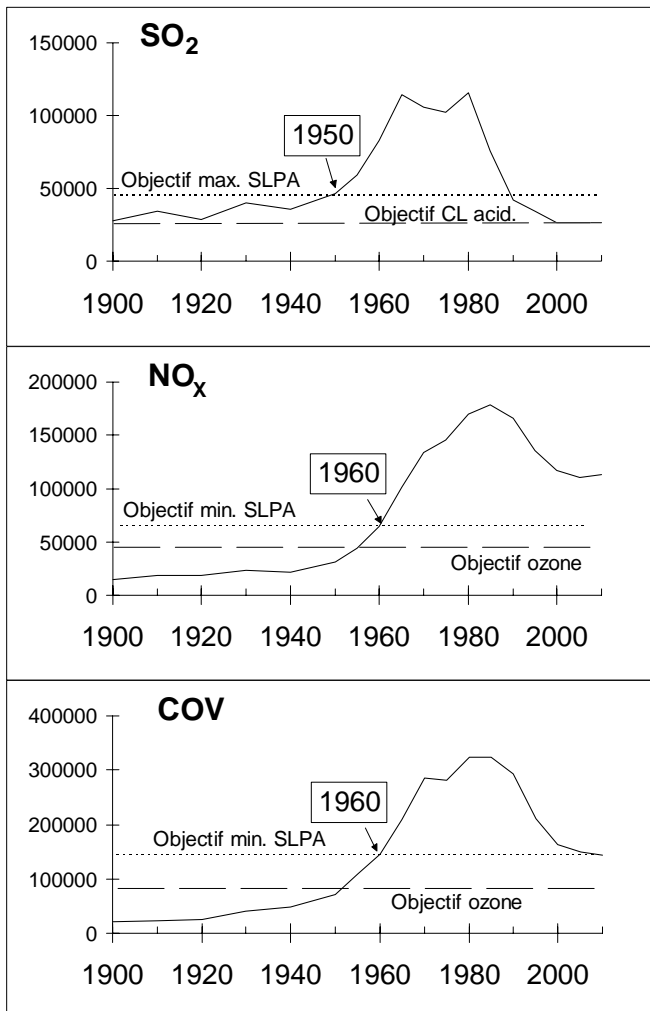 SO2
150000
100000
1950
Objectif max. SLPA
50000
Objectif CL acid.
0
1900 1920 1940 1960 1980 2000
NOX
200000
150000
1960
100000
Objectif min. SLPA
50000
Objectif ozone
0
1900 1920 1940 1960 1980 2000
COV
400000
300000
1960
200000
Objectif min. SLPA
100000
Objectif ozone
0
1900 1920 1940 1960 1980 2000